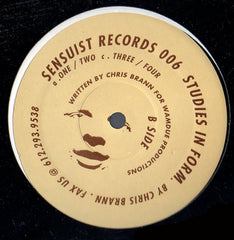 SENSUIST RECORDS 006 STUDIES IN FORM. BY CHRIS BRANN. FAX US © 612.293.9538
a. ONE / TWO c. THREE / FOUR
WRITTEN BY CHRIS BRANN FOR WAMDUE PRODUCTIONS
B SIDE